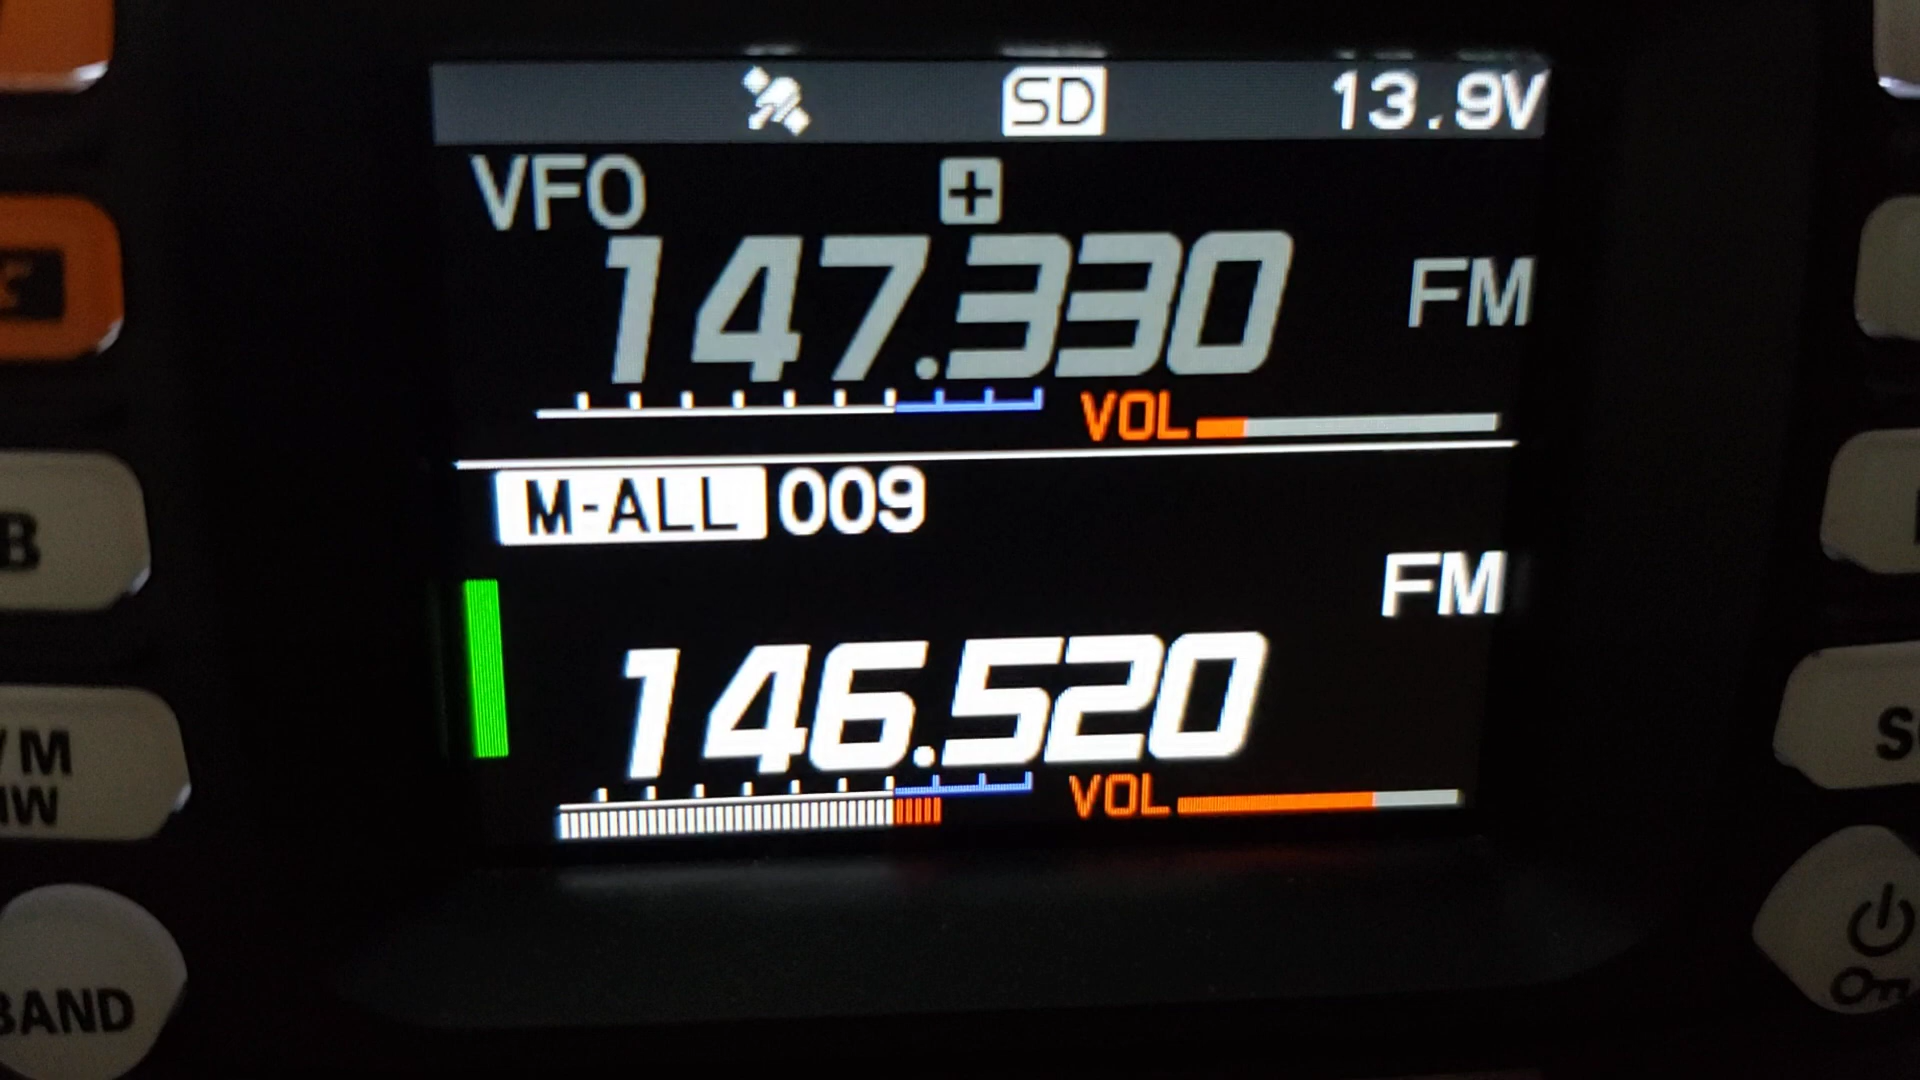 SD 13.9V
VFO +
147.330 FM
VOL
M-ALL 009
FM
146.520
VOL
B
/M
BAND